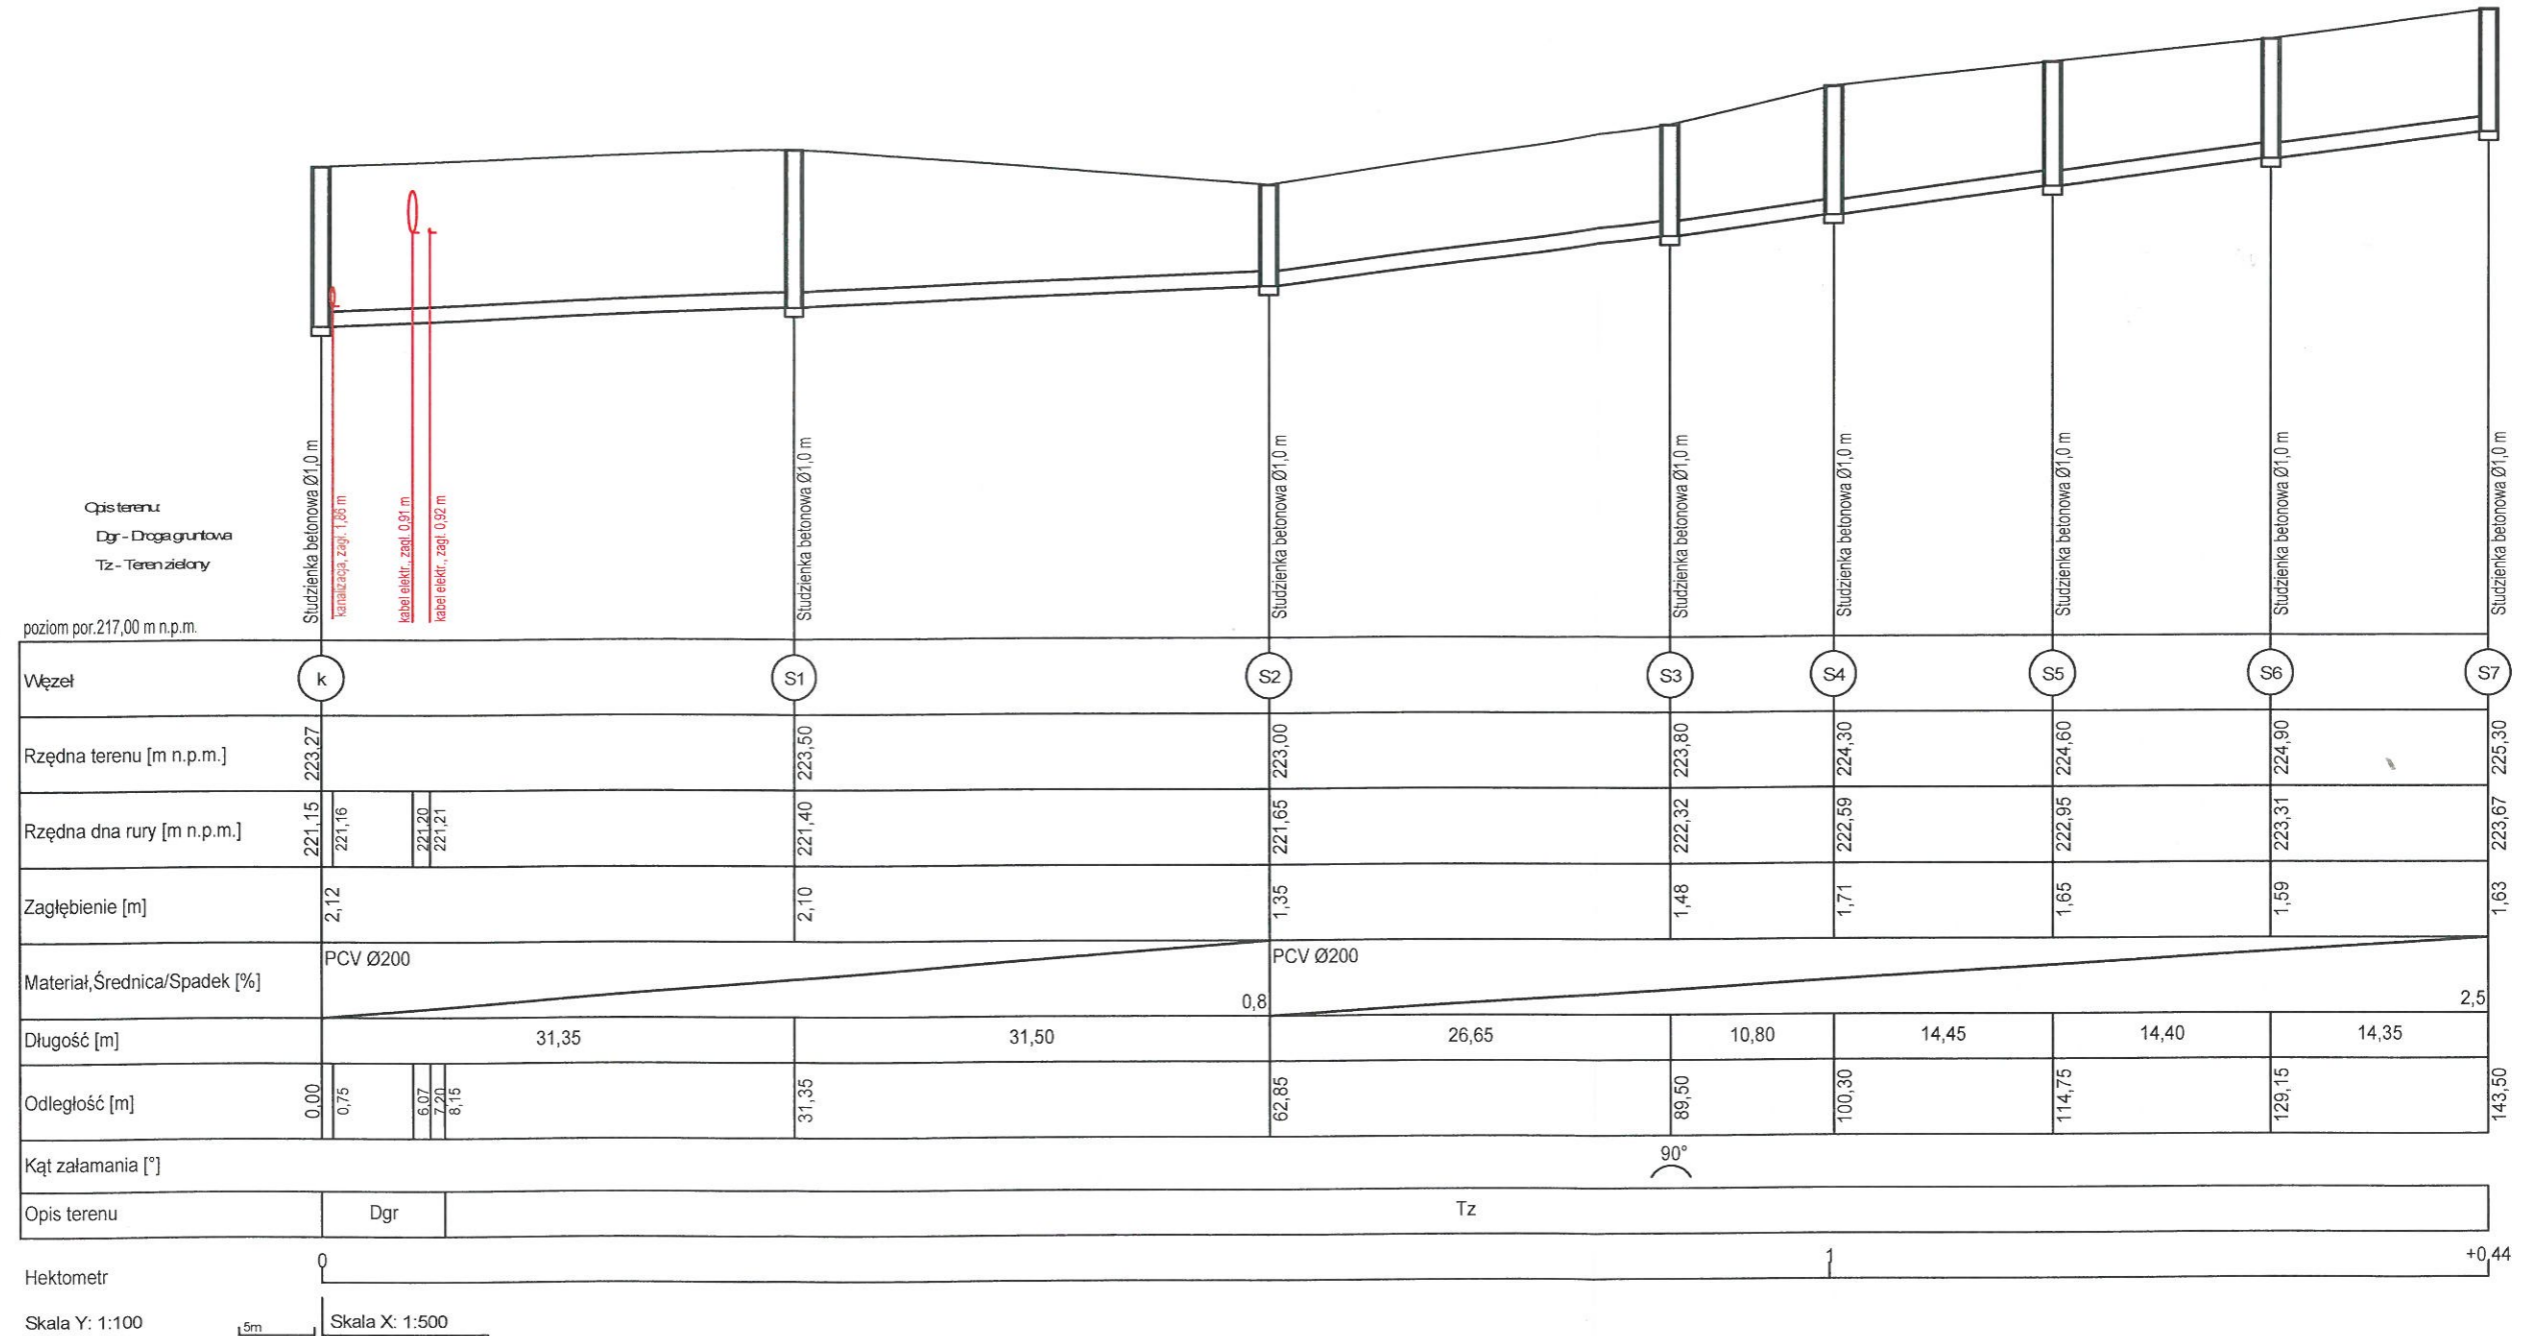 Opis terenu:
Dgr - Droga gruntowa
Tz - Teren zielony
poziom por.217,00 m n.p.m.
Studzienka betonowa Ø1,0 m
kanalizacja, zagł. 1,86 m
kabel elektr., zagł. 0,91 m
kabel elektr., zagł. 0,92 m
Studzienka betonowa Ø1,0 m
Studzienka betonowa Ø1,0 m
Studzienka betonowa Ø1,0 m
Studzienka betonowa Ø1,0 m
Studzienka betonowa Ø1,0 m
Studzienka betonowa Ø1,0 m
Studzienka betonowa Ø1,0 m
Węzeł k S1 S2 S3 S4 S5 S6 S7
Rzędna terenu [m n.p.m.] 223,27 223,50 223,00 223,80 224,30 224,60 224,90 225,30
Rzędna dna rury [m n.p.m.] 221,15 221,16 221,20 221,21 221,40 221,65 222,32 222,59 222,95 223,31 223,67
Zagłębienie [m] 2,12 2,10 1,35 1,48 1,71 1,65 1,59 1,63
Materiał,Średnica/Spadek [%] PCV Ø200 0,8 PCV Ø200 2,5
Długość [m] 31,35 31,50 26,65 10,80 14,45 14,40 14,35
Odległość [m] 0,00 0,75 6,07 7,20 8,15 31,35 62,85 89,50 100,30 114,75 129,15 143,50
Kąt załamania [°] 90°
Opis terenu Dgr Tz
Hektometr 0 1 +0,44
Skala Y: 1:100 5m Skala X: 1:500